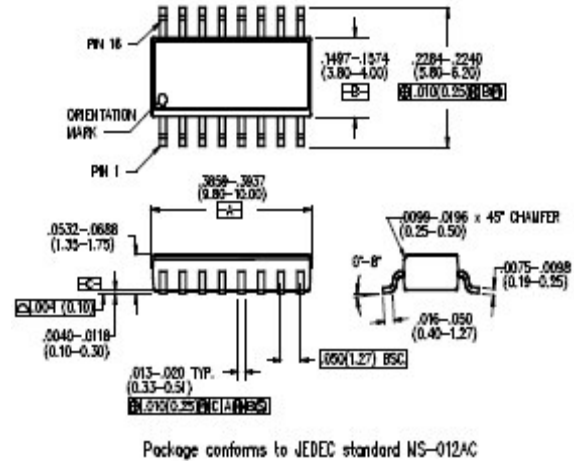 PIN 16
.1497-.1574
(3.80-4.00)
-B-
.2284-.2240
(5.80-6.20)
.010(0.25)
ORIENTATION
MARK
PIN 1
.3859-.3937
(9.80-10.00)
-A-
.0532-.0688
(1.35-1.75)
-C-
.004 (0.10)
.0040-.0118
(0.10-0.30)
.013-.020 TYP.
(0.33-0.51)
.010(0.25)
.050(1.27) BSC.
.0099-.0196 x 45° CHAMFER
(0.25-0.50)
0°-8°
.0075-.0098
(0.19-0.25)
.016-.050
(0.40-1.27)
Package conforms to JEDEC standard MS-012AC